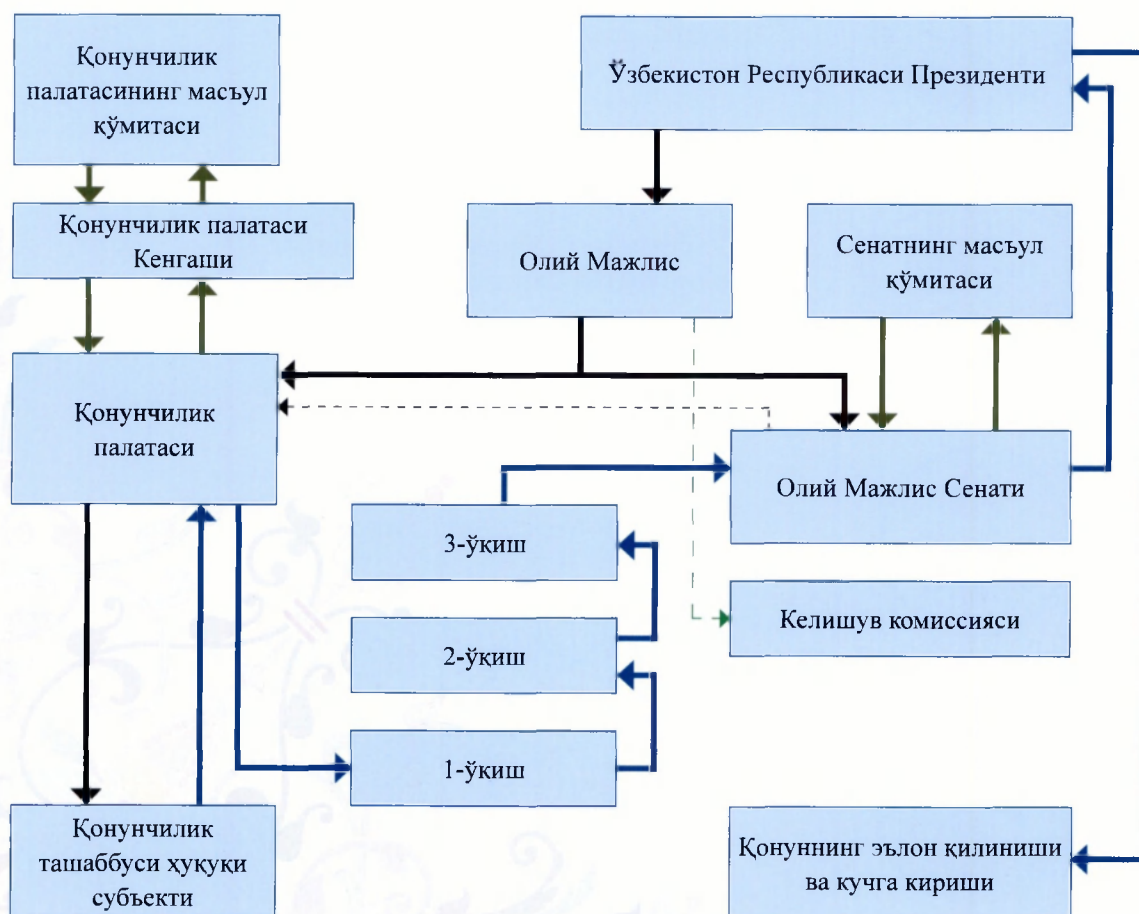 Қонунчилик
палатасининг масъул
қўмитаси
Ўзбекистон Республикаси Президенти
Қонунчилик палатаси
Кенгаши
Олий Мажлис
Сенатнинг масъул
қўмитаси
Қонунчилик
палатаси
Олий Мажлис Сенати
3-ўқиш
Келишув комиссияси
2-ўқиш
1-ўқиш
Қонунчилик
ташаббуси ҳуқуқи
субъекти
Қонуннинг эълон қилиниши
ва кучга кириши